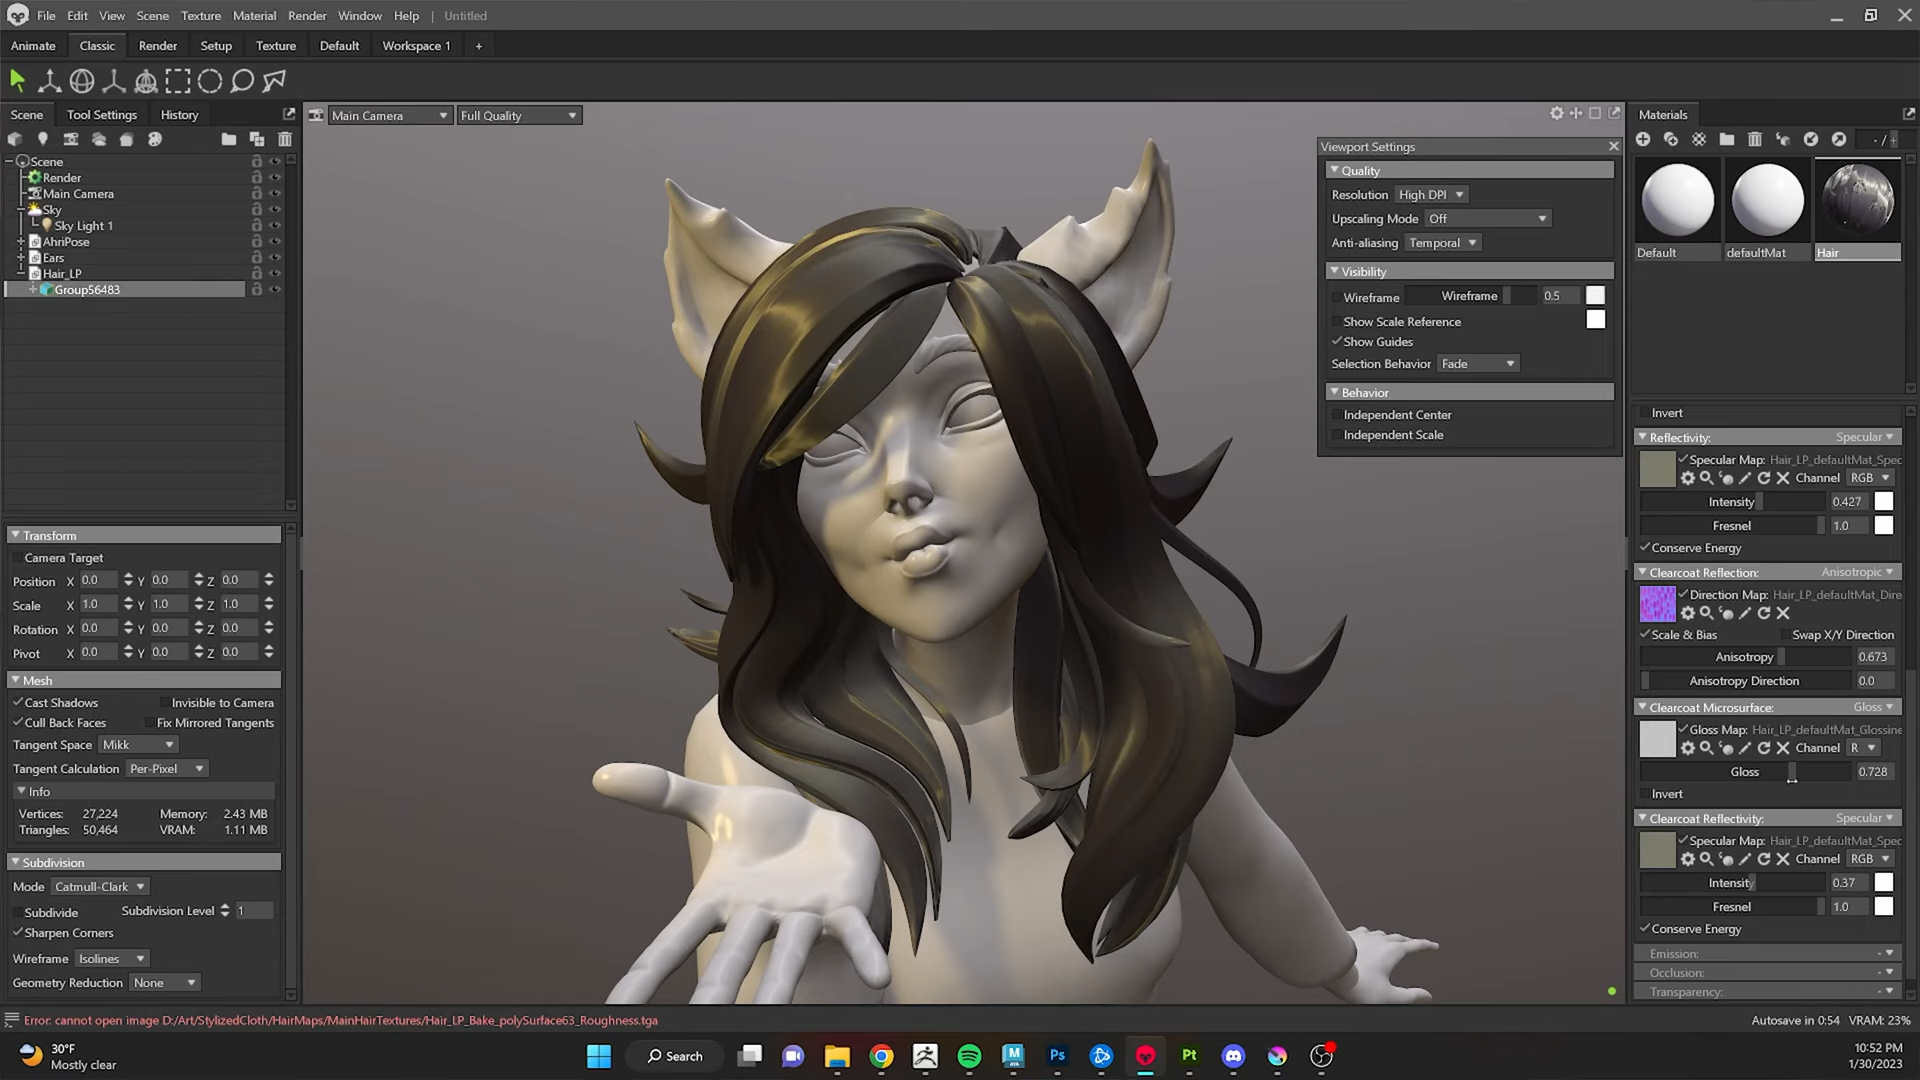 File Edit View Scene Texture Material Render Window Help | Untitled
Animate Classic Render Setup Texture Default Workspace 1 +
Scene Tool Settings History
Main Camera Full Quality
Materials
Scene
Render
Main Camera
Sky
Sky Light 1
AhriPose
Ears
Hair_LP
Group56483
Transform
Camera Target
Position X 0.0 Y 0.0 Z 0.0
Scale X 1.0 Y 1.0 Z 1.0
Rotation X 0.0 Y 0.0 Z 0.0
Pivot X 0.0 Y 0.0 Z 0.0
Mesh
Cast Shadows Invisible to Camera
Cull Back Faces Fix Mirrored Tangents
Tangent Space Mikk
Tangent Calculation Per-Pixel
Info
Vertices: 27,224 Memory: 2.43 MB
Triangles: 50,464 VRAM: 1.11 MB
Subdivision
Mode Catmull-Clark
Subdivide Subdivision Level 1
Sharpen Corners
Wireframe Isolines
Geometry Reduction None
Viewport Settings
Quality
Resolution High DPI
Upscaling Mode Off
Anti-aliasing Temporal
Visibility
Wireframe Wireframe 0.5
Show Scale Reference
Show Guides
Selection Behavior Fade
Behavior
Independent Center
Independent Scale
- / +
Default defaultMat Hair
Invert
Reflectivity: Specular
Specular Map: Hair_LP_defaultMat_Spec
Channel RGB
Intensity 0.427
Fresnel 1.0
Conserve Energy
Clearcoat Reflection: Anisotropic
Direction Map: Hair_LP_defaultMat_Dire
Scale & Bias Swap X/Y Direction
Anisotropy 0.673
Anisotropy Direction 0.0
Clearcoat Microsurface: Gloss
Gloss Map: Hair_LP_defaultMat_Glossine
Channel R
Gloss 0.728
Invert
Clearcoat Reflectivity: Specular
Specular Map: Hair_LP_defaultMat_Spec
Channel RGB
Intensity 0.37
Fresnel 1.0
Conserve Energy
Emission: -
Occlusion: -
Transparency: -
Error: cannot open image D:/Art/StylizedCloth/HairMaps/MainHairTextures/Hair_LP_Bake_polySurface63_Roughness.tga
Autosave in 0:54 VRAM: 23%
30°F
Mostly clear
Search
M
Ps
Pt
10:52 PM
1/30/2023